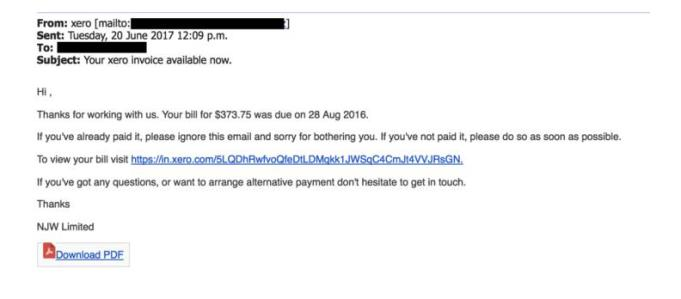 From: xero [mailto: ]
Sent: Tuesday, 20 June 2017 12:09 p.m.
To:
Subject: Your xero invoice available now.
Hi ,
Thanks for working with us. Your bill for $373.75 was due on 28 Aug 2016.
If you've already paid it, please ignore this email and sorry for bothering you. If you've not paid it, please do so as soon as possible.
To view your bill visit https://in.xero.com/5LQDhRwfvoQfeDtLDMqkk1JWSqC4CmJt4VVJRsGN.
If you've got any questions, or want to arrange alternative payment don't hesitate to get in touch.
Thanks
NJW Limited
Download PDF